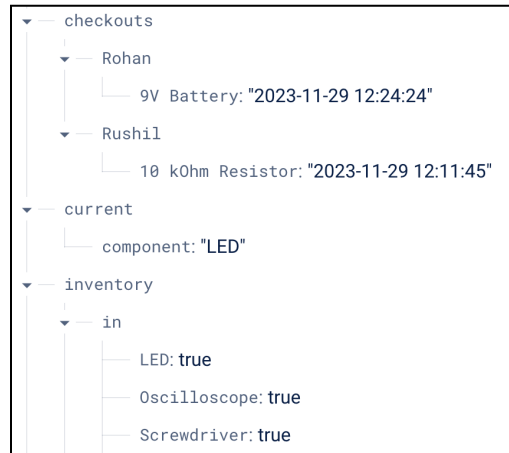 checkouts
Rohan
9V Battery: "2023-11-29 12:24:24"
Rushil
10 kOhm Resistor: "2023-11-29 12:11:45"
current
component: "LED"
inventory
in
LED: true
Oscilloscope: true
Screwdriver: true